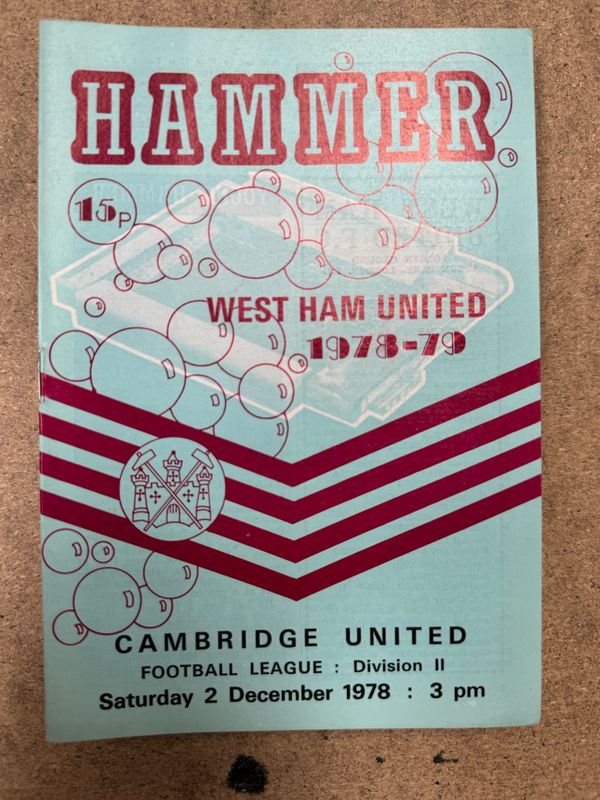 HAMMER
15P
WEST HAM UNITED
1978-79
CAMBRIDGE UNITED
FOOTBALL LEAGUE : Division II
Saturday 2 December 1978 : 3 pm